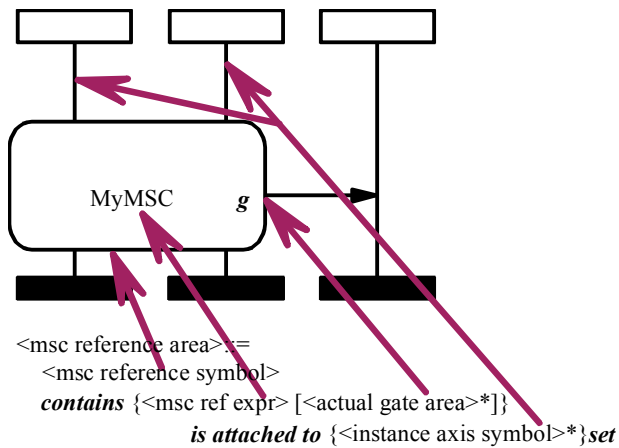 MyMSC g
<msc reference area>::=
<msc reference symbol>
contains {<msc ref expr> [<actual gate area>*]}
is attached to {<instance axis symbol>*}set